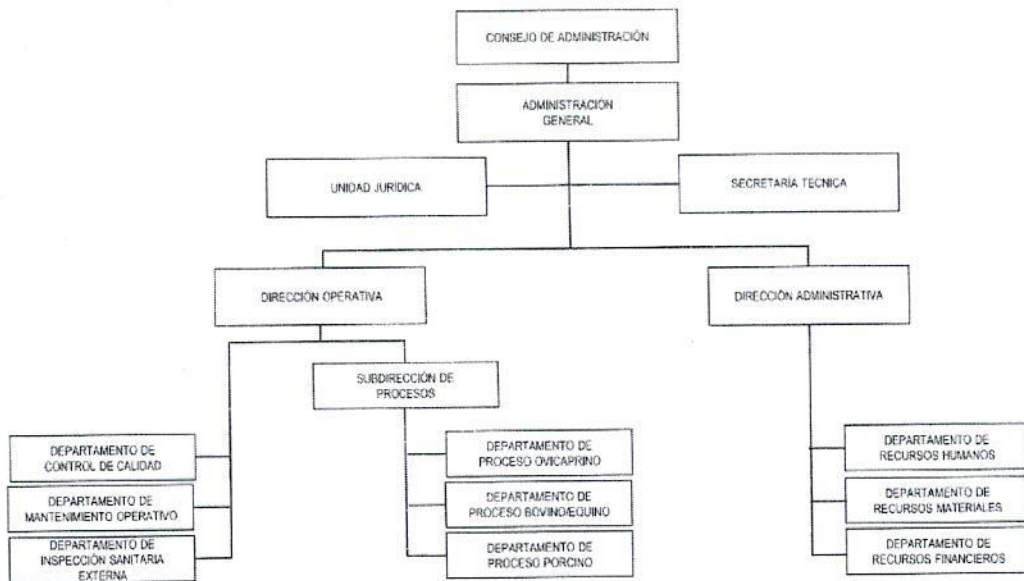 CONSEJO DE ADMINISTRACIÓN
ADMINISTRACION
GENERAL
UNIDAD JURÍDICA
SECRETARÍA TECNICA
DIRECCIÓN OPERATIVA
DIRECCIÓN ADMINISTRATIVA
SUBDIRECCIÓN DE
PROCESOS
DEPARTAMENTO DE
CONTROL DE CALIDAD
DEPARTAMENTO DE
MANTENIMIENTO OPERATIVO
DEPARTAMENTO DE
INSPECCIÓN SANITARIA
EXTERNA
DEPARTAMENTO DE
PROCESO OVICAPRINO
DEPARTAMENTO DE
PROCESO BOVINO/EQUINO
DEPARTAMENTO DE
PROCESO PORCINO
DEPARTAMENTO DE
RECURSOS HUMANOS
DEPARTAMENTO DE
RECURSOS MATERIALES
DEPARTAMENTO DE
RECURSOS FINANCIEROS